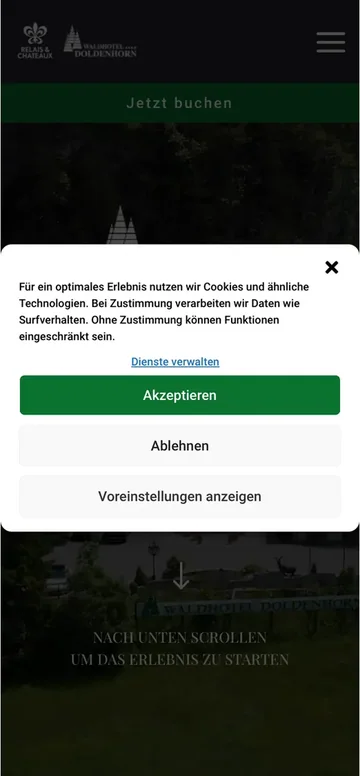 RELAIS &
CHATEAUX
WALDHOTEL
DOLDENHORN
Jetzt buchen
Für ein optimales Erlebnis nutzen wir Cookies und ähnliche
Technologien. Bei Zustimmung verarbeiten wir Daten wie
Surfverhalten. Ohne Zustimmung können Funktionen
eingeschränkt sein.
Dienste verwalten
Akzeptieren
Ablehnen
Voreinstellungen anzeigen
WALDHOTEL DOLDENHORN
NACH UNTEN SCROLLEN
UM DAS ERLEBNIS ZU STARTEN